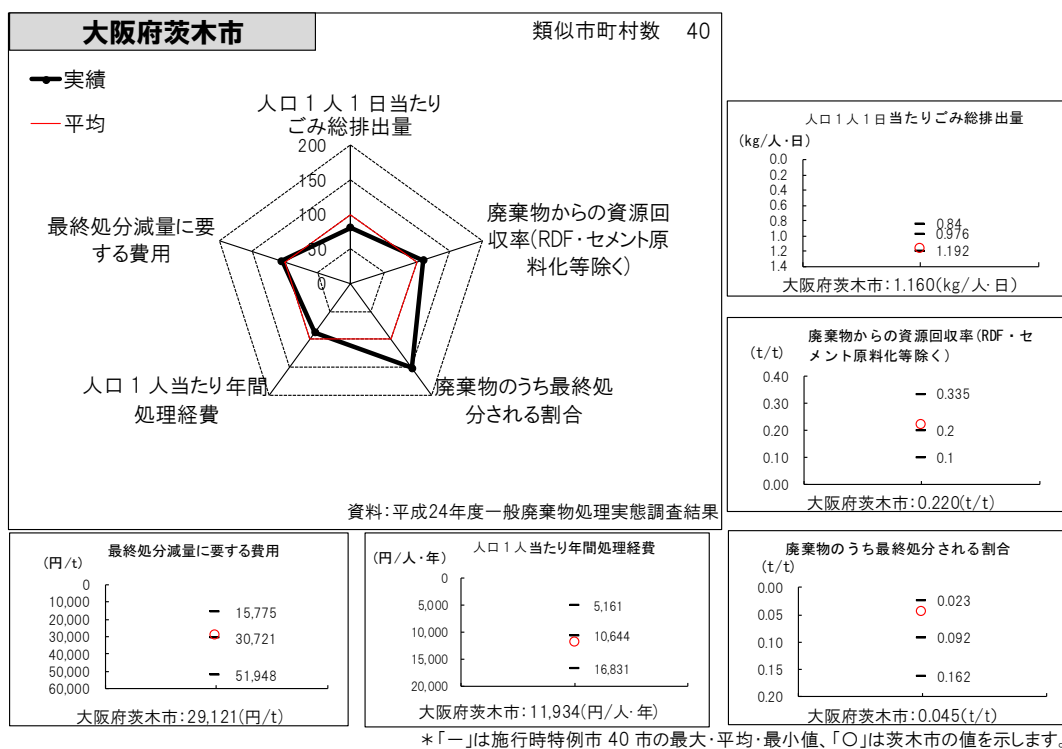 大阪府茨木市
類似市町村数 40
実績
平均
人口1人1日当たり
ごみ総排出量
200
150
100
50
0
廃棄物からの資源回
収率(RDF・セメント原
料化等除く)
廃棄物のうち最終処
分される割合
人口1人当たり年間
処理経費
最終処分減量に要
する費用
資料:平成24年度一般廃棄物処理実態調査結果
人口1人1日当たりごみ総排出量
(kg/人・日)
0.0
0.2
0.4
0.6
0.8
1.0
1.2
1.4
0.84
0.976
1.192
大阪府茨木市:1.160(kg/人・日)
廃棄物からの資源回収率(RDF・セ
メント原料化等除く)
(t/t)
0.40
0.30
0.20
0.10
0.00
0.335
0.2
0.1
大阪府茨木市:0.220(t/t)
最終処分減量に要する費用
(円/t)
0
10,000
20,000
30,000
40,000
50,000
60,000
15,775
30,721
51,948
大阪府茨木市:29,121(円/t)
人口1人当たり年間処理経費
(円/人・年)
0
5,000
10,000
15,000
20,000
5,161
10,644
16,831
大阪府茨木市:11,934(円/人・年)
廃棄物のうち最終処分される割合
(t/t)
0.00
0.05
0.10
0.15
0.20
0.023
0.092
0.162
大阪府茨木市:0.045(t/t)
*「-」は施行時特例市 40 市の最大・平均・最小値、「〇」は茨木市の値を示します。